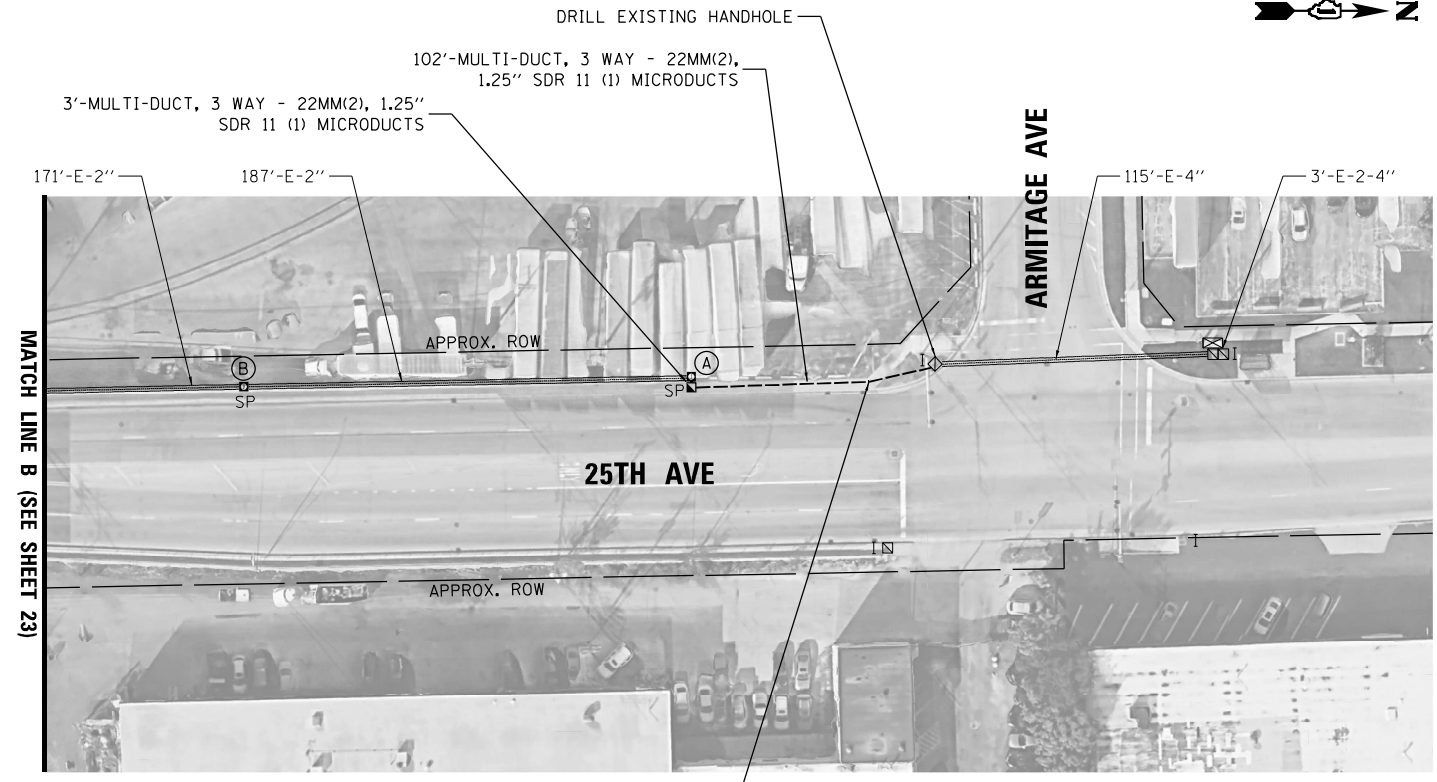 DRILL EXISTING HANDHOLE
N
102'-MULTI-DUCT, 3 WAY - 22MM(2),
1.25'' SDR 11 (1) MICRODUCTS
3'-MULTI-DUCT, 3 WAY - 22MM(2), 1.25''
SDR 11 (1) MICRODUCTS
ARMITAGE AVE
171'-E-2''
187'-E-2''
115'-E-4''
3'-E-2-4''
APPROX. ROW
B
A
I
I
SP
SP
MATCH LINE B (SEE SHEET 23)
25TH AVE
I
I
APPROX. ROW